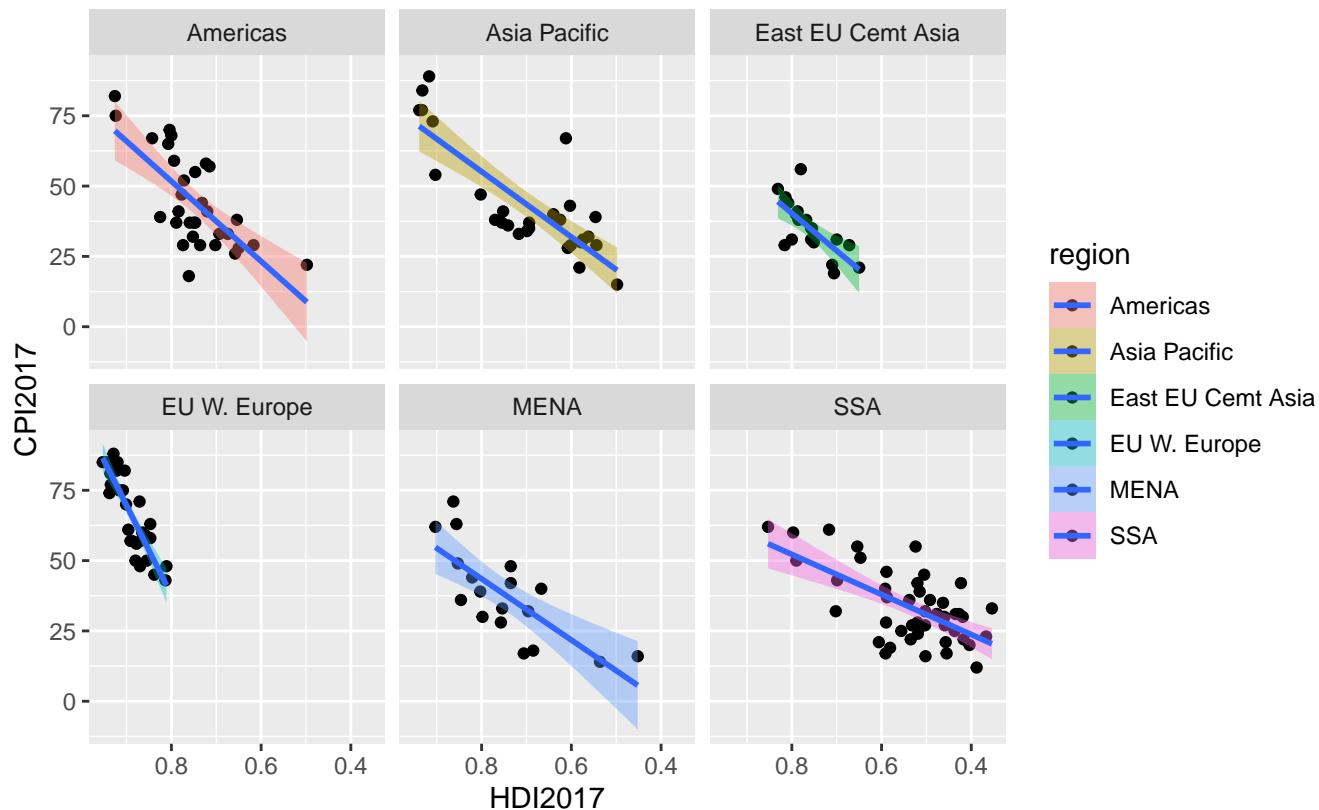 Americas
Asia Pacific
East EU Cemt Asia
75
50
25
0
EU W. Europe
MENA
SSA
75
50
25
0
0.8
0.6
0.4
0.8
0.6
0.4
0.8
0.6
0.4
HDI2017
CPI2017
region
Americas
Asia Pacific
East EU Cemt Asia
EU W. Europe
MENA
SSA